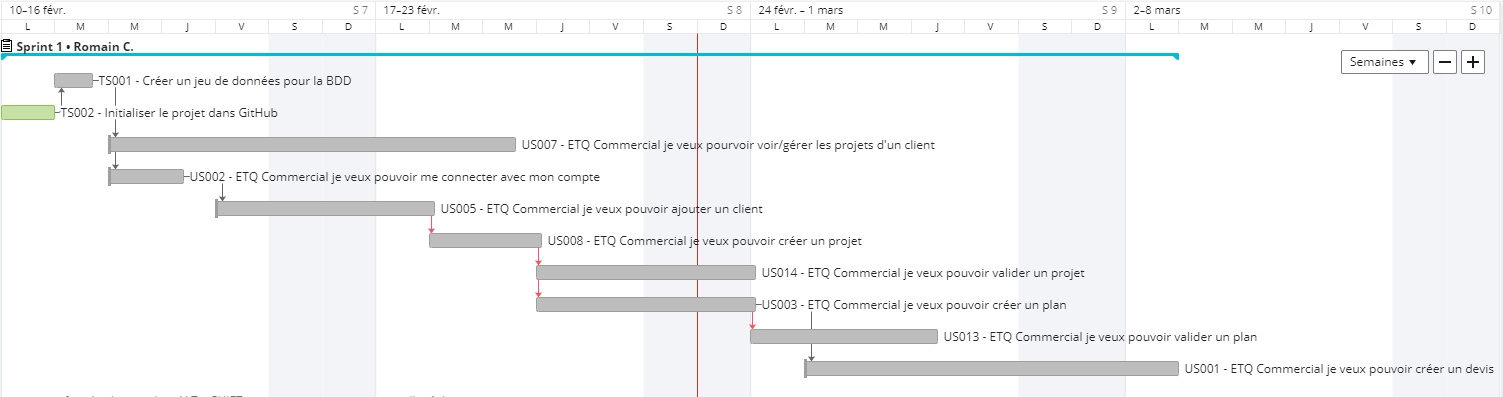 10–16 févr. S 7 17–23 févr. S 8 24 févr. – 1 mars S 9 2–8 mars S 10
L M M J V S D L M M J V S D L M M J V S D L M M J V S D
Sprint 1 • Romain C.
Semaines
TS001 - Créer un jeu de données pour la BDD
TS002 - Initialiser le projet dans GitHub
US007 - ETQ Commercial je veux pourvoir voir/gérer les projets d'un client
US002 - ETQ Commercial je veux pouvoir me connecter avec mon compte
US005 - ETQ Commercial je veux pouvoir ajouter un client
US008 - ETQ Commercial je veux pouvoir créer un projet
US014 - ETQ Commercial je veux pouvoir valider un projet
US003 - ETQ Commercial je veux pouvoir créer un plan
US013 - ETQ Commercial je veux pouvoir valider un plan
US001 - ETQ Commercial je veux pouvoir créer un devis